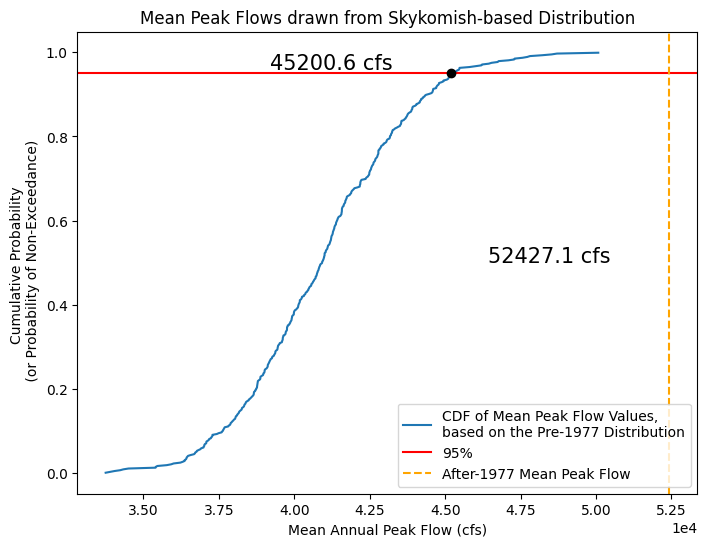 Mean Peak Flows drawn from Skykomish-based Distribution
1.0
0.8
0.6
0.4
0.2
0.0
Cumulative Probability
(or Probability of Non-Exceedance)
45200.6 cfs
52427.1 cfs
CDF of Mean Peak Flow Values,
based on the Pre-1977 Distribution
95%
After-1977 Mean Peak Flow
3.50 3.75 4.00 4.25 4.50 4.75 5.00 5.25
1e4
Mean Annual Peak Flow (cfs)